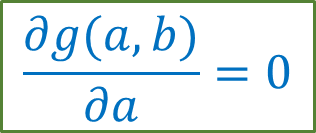 ∂g(a, b)
∂a
= 0